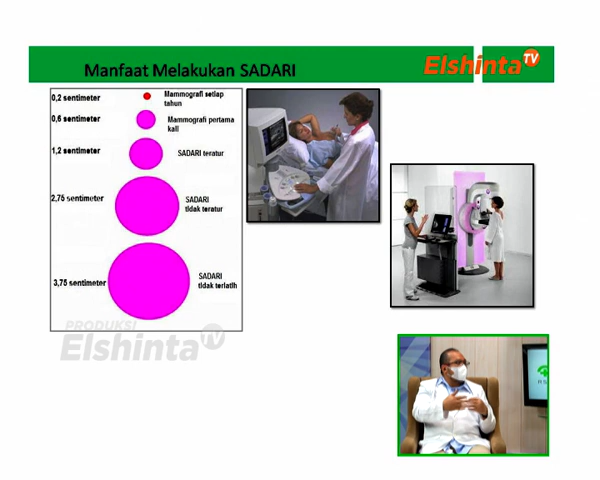 Manfaat Melakukan SADARI
Elshinta TV
0,2 sentimeter
Mammografi setiap
tahun
0,6 sentimeter
Mammografi pertama
kali
1,2 sentimeter
SADARI teratur
2,75 sentimeter
SADARI
tidak teratur
3,75 sentimeter
SADARI
tidak terlatih
PRODUKSI
Elshinta TV